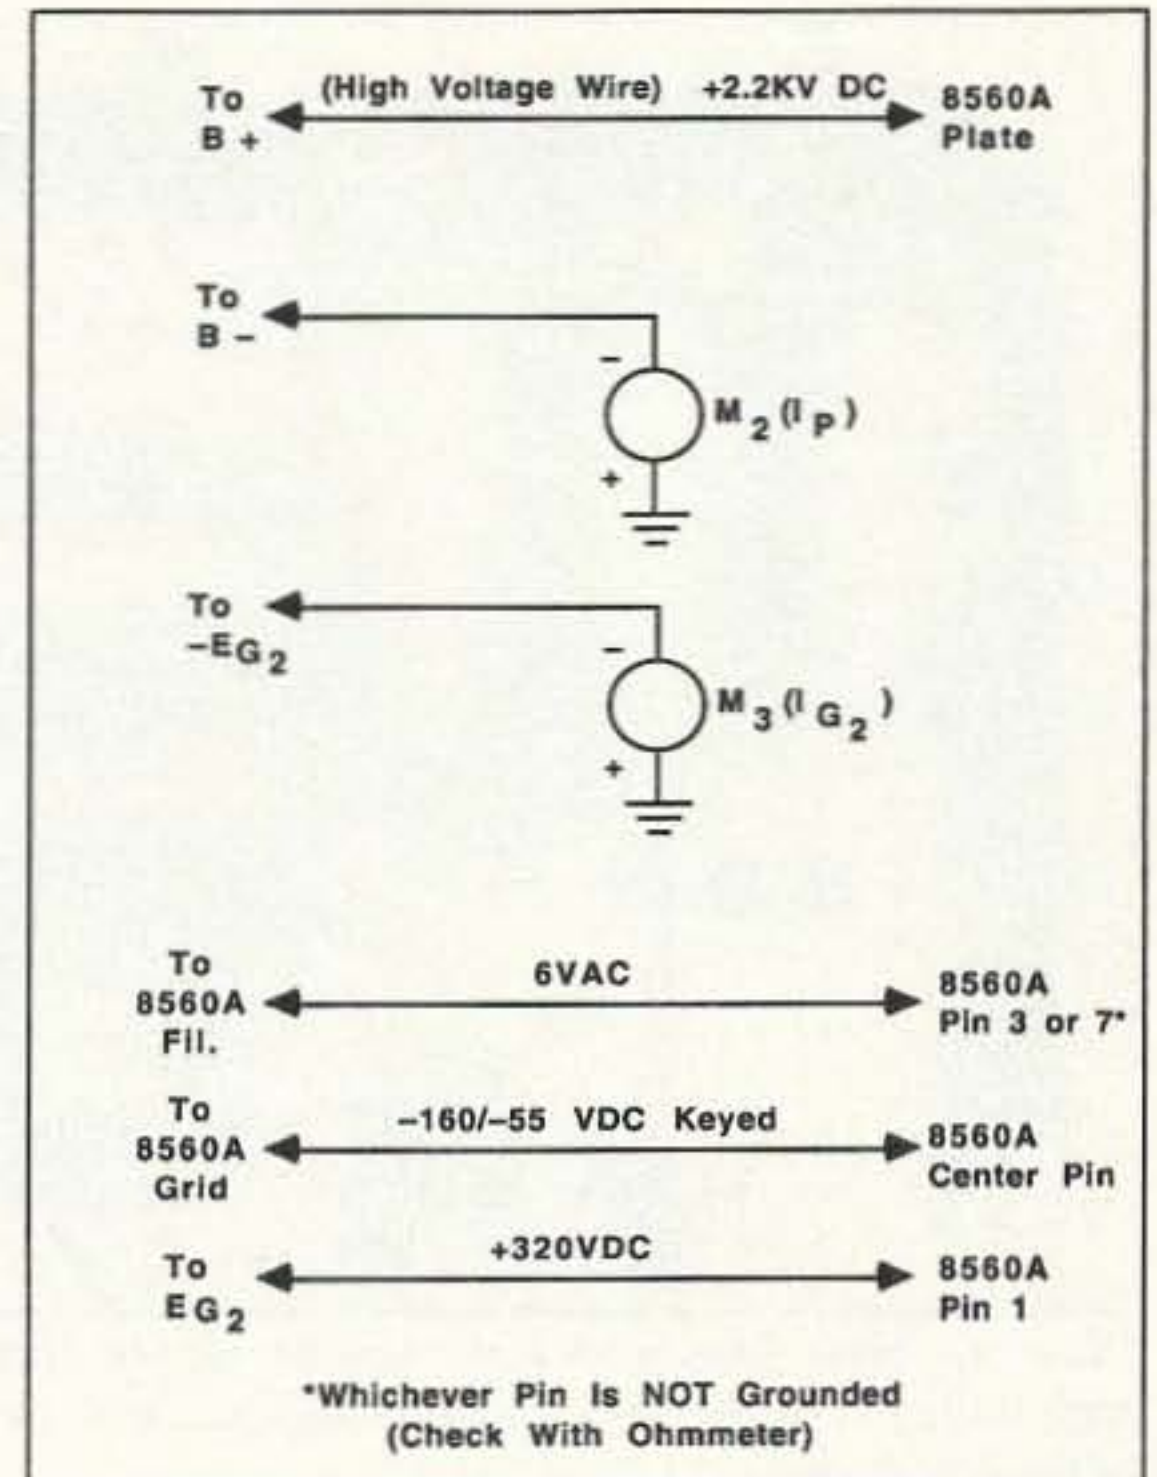 To
B +
(High Voltage Wire) +2.2KV DC
8560A
Plate
To
B –
–
M2 (IP)
+
To
–EG2
–
M3 (IG2)
+
To
8560A
Fil.
6VAC
8560A
Pin 3 or 7*
To
8560A
Grid
–160/–55 VDC Keyed
8560A
Center Pin
To
EG2
+320VDC
8560A
Pin 1
*Whichever Pin Is NOT Grounded
(Check With Ohmmeter)